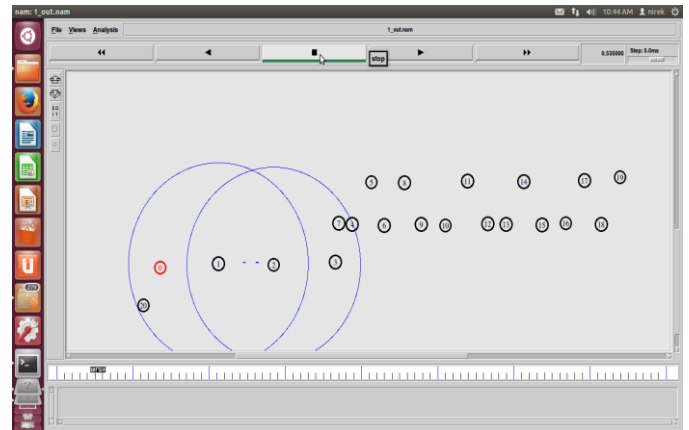 nam: 1_out.nam
10:44 AM nirek
File Views Analysis
1_out.nam
stop
0.535000
Step: 5.0ms
5 8 11 14 17 19
7 4 6 9 10 12 13 15 16 18
0 1 2 3
20